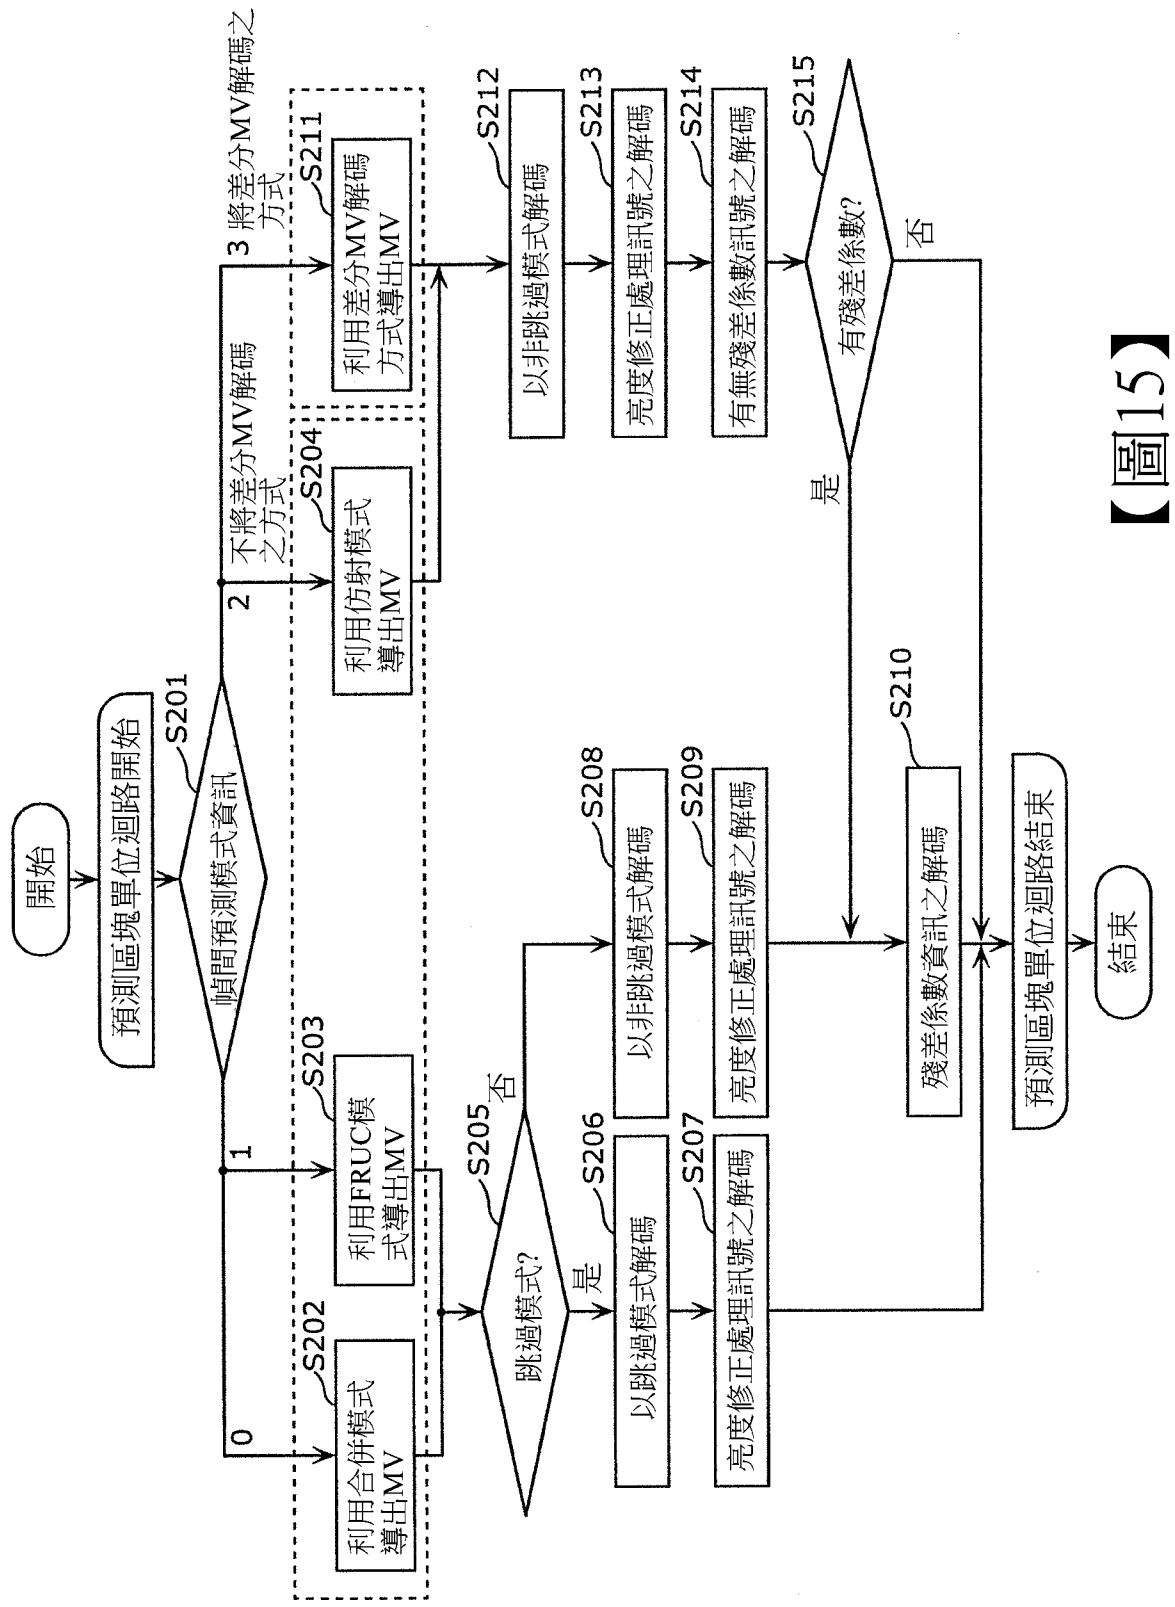 開始
預測區塊單位迴路開始
S201
幀間預測模式資訊
0
1
2
3
不將差分MV解碼
之方式
將差分MV解碼之
方式
S202
利用合併模式
導出MV
S203
利用FRUC模
式導出MV
S204
利用仿射模式
導出MV
S211
利用差分MV解碼
方式導出MV
S205
跳過模式?
是
否
S206
以跳過模式解碼
S207
亮度修正處理訊號之解碼
S208
以非跳過模式解碼
S209
亮度修正處理訊號之解碼
S212
以非跳過模式解碼
S213
亮度修正處理訊號之解碼
S214
有無殘差係數訊號之解碼
S215
有殘差係數?
是
否
S210
殘差係數資訊之解碼
預測區塊單位迴路結束
結束
【圖15】